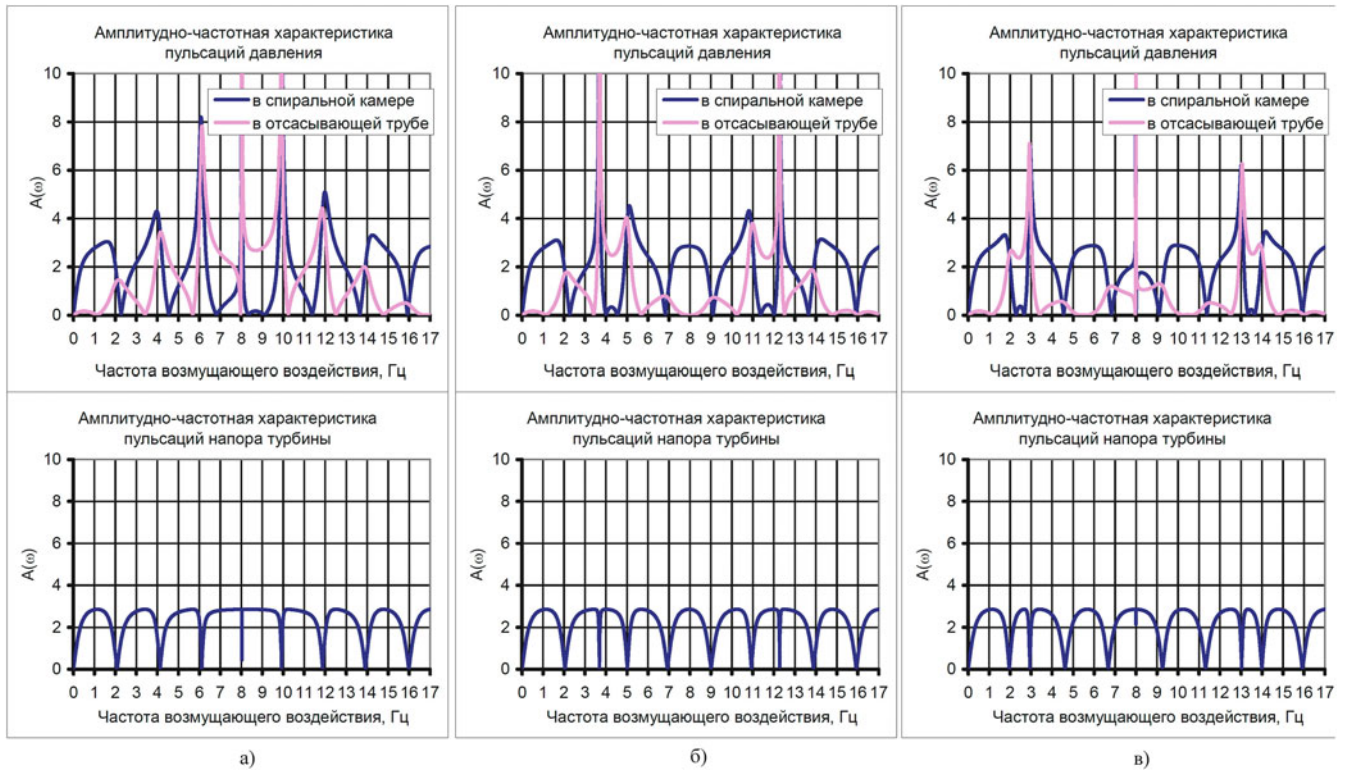 Амплитудно-частотная характеристика
пульсаций давления
10
8
6
4
2
0
A(ω)
в спиральной камере
в отсасывающей трубе
0 1 2 3 4 5 6 7 8 9 10 11 12 13 14 15 16 17
Частота возмущающего воздействия, Гц
Амплитудно-частотная характеристика
пульсаций давления
10
8
6
4
2
0
A(ω)
в спиральной камере
в отсасывающей трубе
0 1 2 3 4 5 6 7 8 9 10 11 12 13 14 15 16 17
Частота возмущающего воздействия, Гц
Амплитудно-частотная характеристика
пульсаций давления
10
8
6
4
2
0
A(ω)
в спиральной камере
в отсасывающей трубе
0 1 2 3 4 5 6 7 8 9 10 11 12 13 14 15 16 17
Частота возмущающего воздействия, Гц
Амплитудно-частотная характеристика
пульсаций напора турбины
10
8
6
4
2
0
A(ω)
0 1 2 3 4 5 6 7 8 9 10 11 12 13 14 15 16 17
Частота возмущающего воздействия, Гц
Амплитудно-частотная характеристика
пульсаций напора турбины
10
8
6
4
2
0
A(ω)
0 1 2 3 4 5 6 7 8 9 10 11 12 13 14 15 16 17
Частота возмущающего воздействия, Гц
Амплитудно-частотная характеристика
пульсаций напора турбины
10
8
6
4
2
0
A(ω)
0 1 2 3 4 5 6 7 8 9 10 11 12 13 14 15 16 17
Частота возмущающего воздействия, Гц
а)
б)
в)